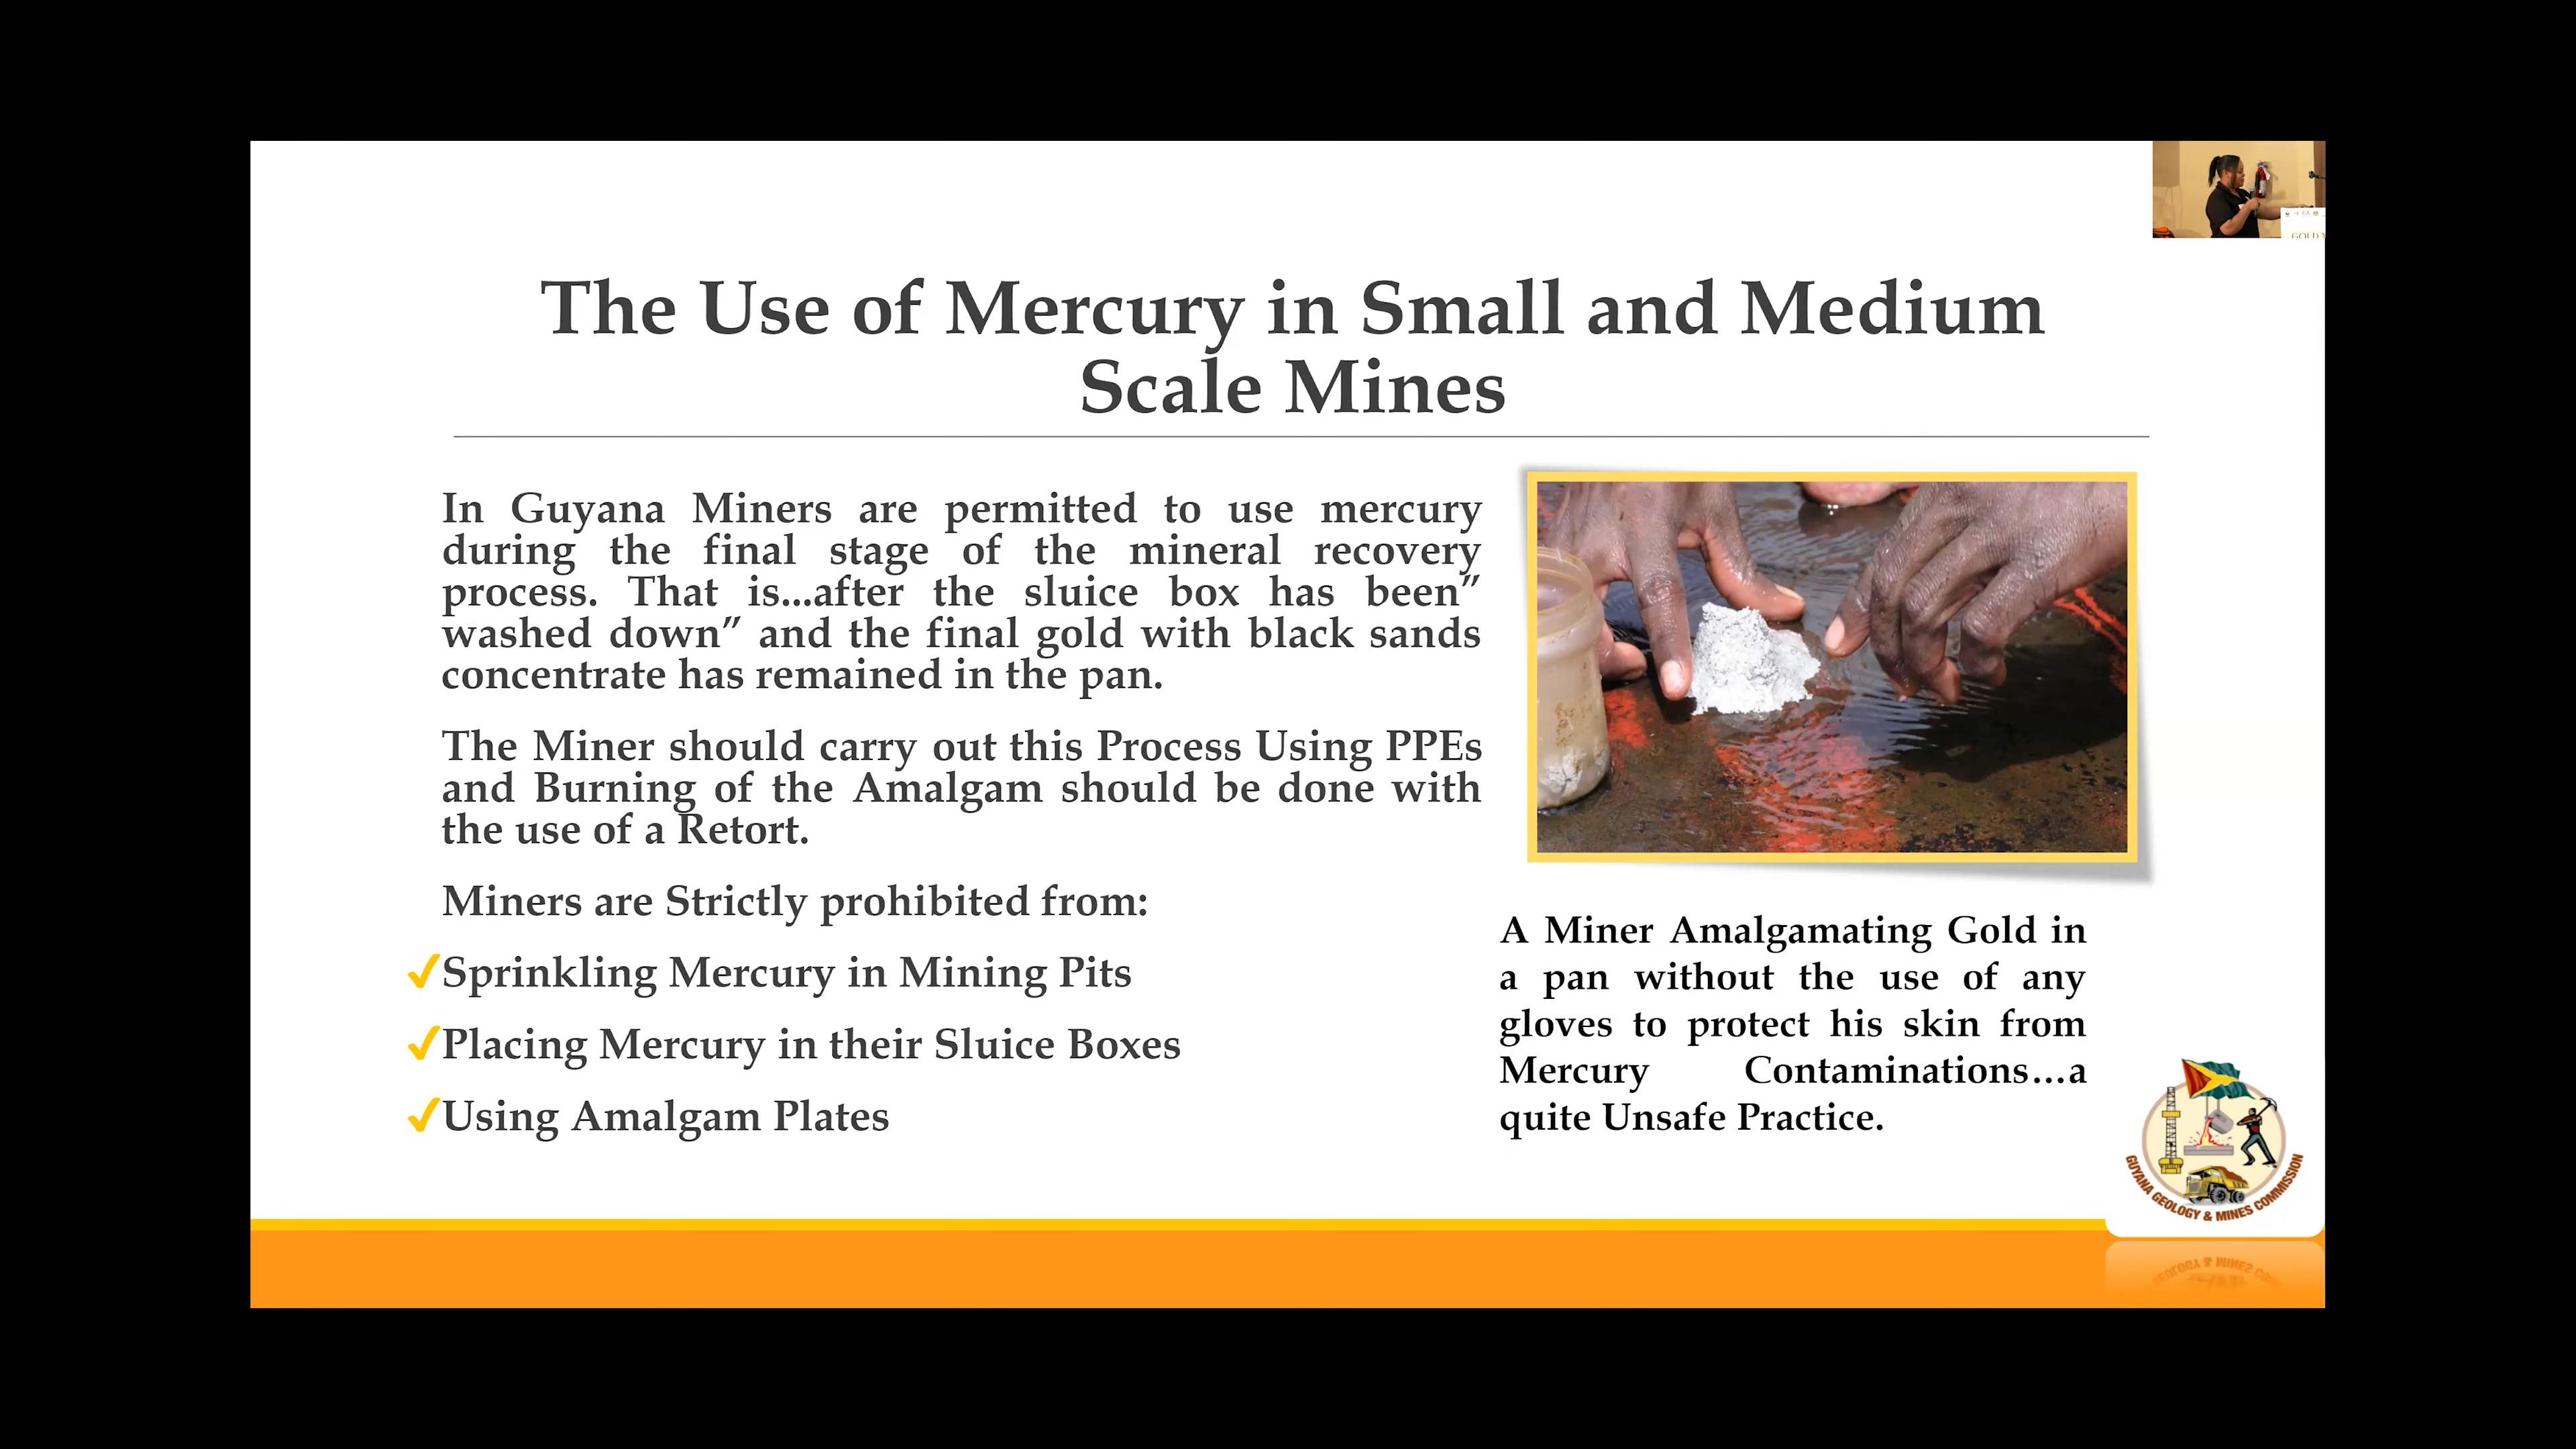 The Use of Mercury in Small and Medium
Scale Mines
In Guyana Miners are permitted to use mercury
during the final stage of the mineral recovery
process. That is...after the sluice box has been”
washed down” and the final gold with black sands
concentrate has remained in the pan.
The Miner should carry out this Process Using PPEs
and Burning of the Amalgam should be done with
the use of a Retort.
Miners are Strictly prohibited from:
✓Sprinkling Mercury in Mining Pits
✓Placing Mercury in their Sluice Boxes
✓Using Amalgam Plates
A Miner Amalgamating Gold in
a pan without the use of any
gloves to protect his skin from
Mercury Contaminations…a
quite Unsafe Practice.
GUYANA GEOLOGY & MINES COMMISSION
GOLD